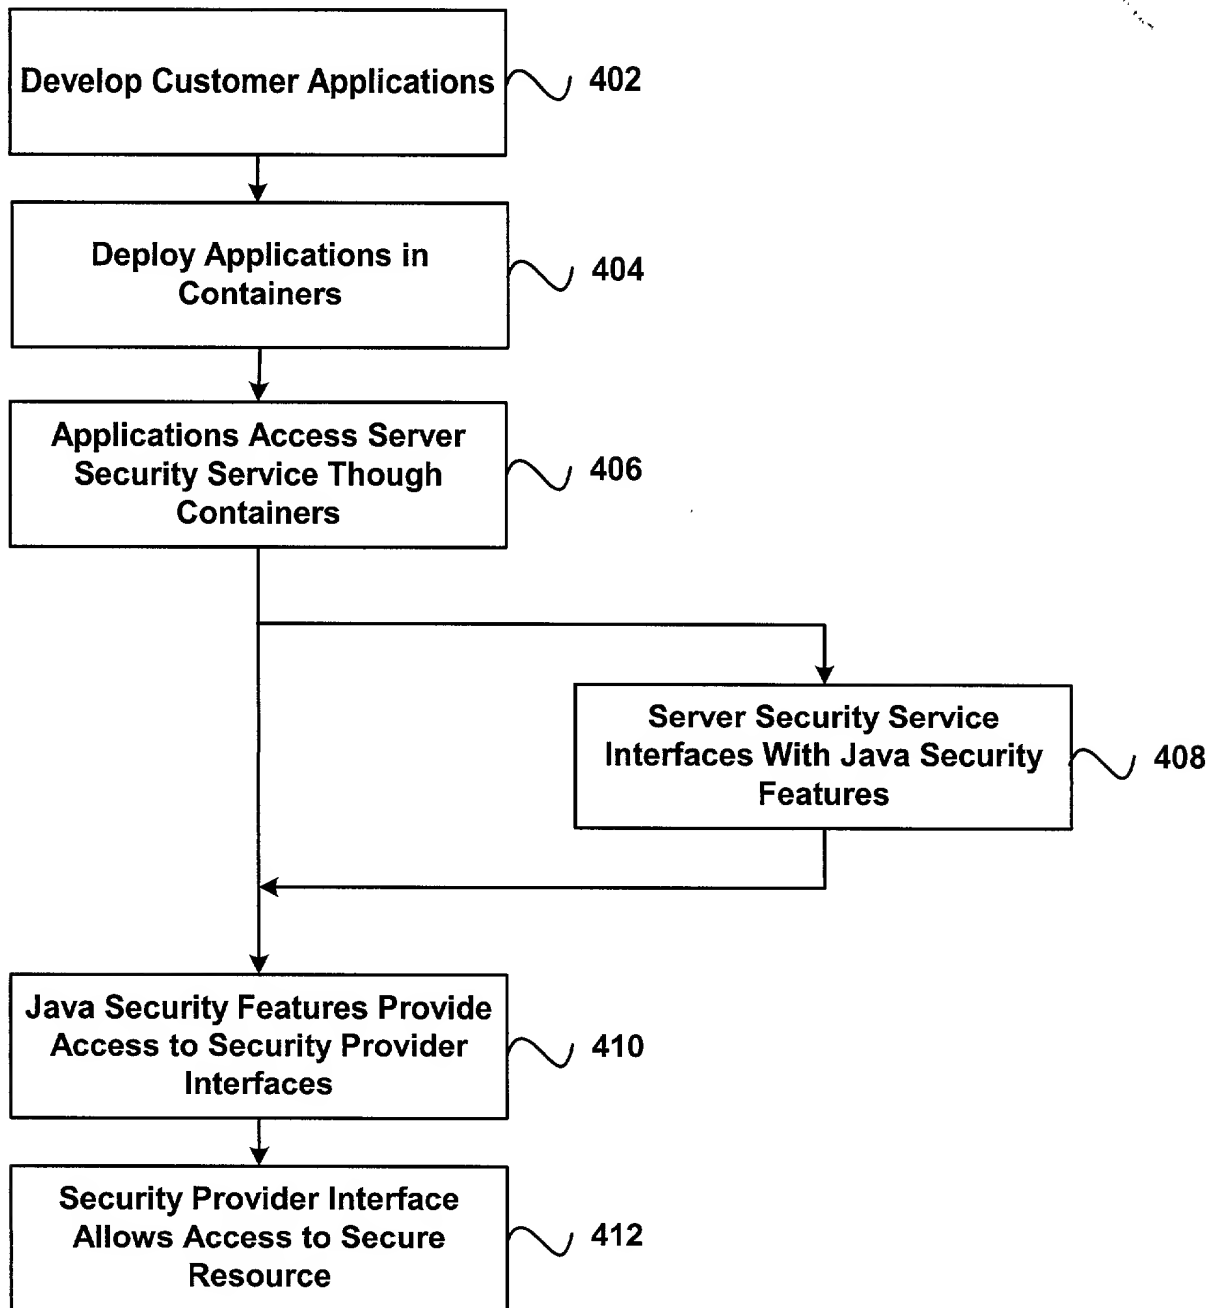 Develop Customer Applications
402
Deploy Applications in
Containers
404
Applications Access Server
Security Service Though
Containers
406
Server Security Service
Interfaces With Java Security
Features
408
Java Security Features Provide
Access to Security Provider
Interfaces
410
Security Provider Interface
Allows Access to Secure
Resource
412